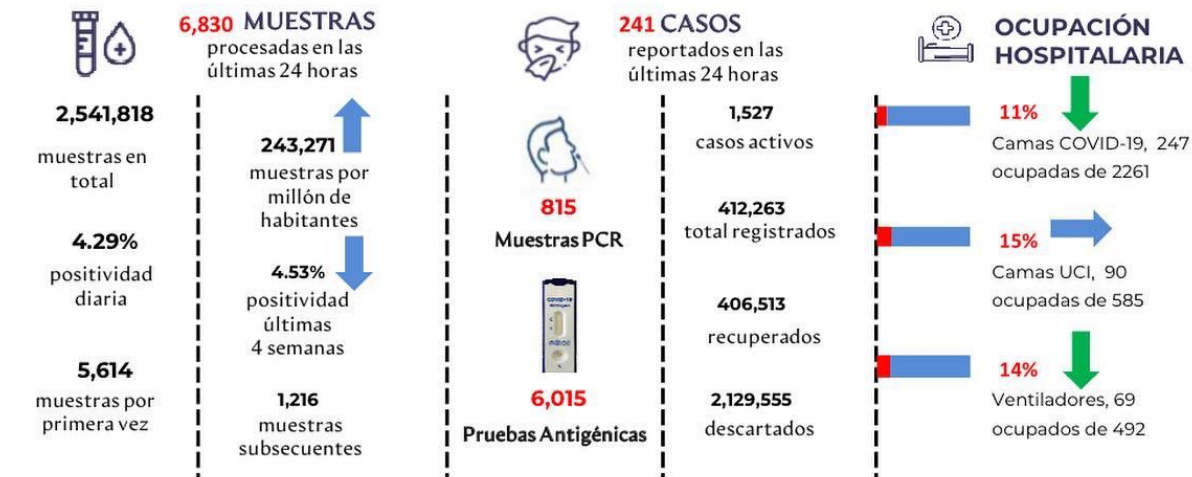 6,830 MUESTRAS
procesadas en las
últimas 24 horas
2,541,818
muestras en
total
4.29%
positividad
diaria
5,614
muestras por
primera vez
243,271
muestras por
millón de
habitantes
4.53%
positividad
últimas
4 semanas
1,216
muestras
subsecuentes
241 CASOS
reportados en las
últimas 24 horas
815
Muestras PCR
COVID-19
6,015
Pruebas Antigénicas
1,527
casos activos
412,263
total registrados
406,513
recuperados
2,129,555
descartados
OCUPACIÓN
HOSPITALARIA
11%
Camas COVID-19, 247
ocupadas de 2261
15%
Camas UCI, 90
ocupadas de 585
14%
Ventiladores, 69
ocupados de 492